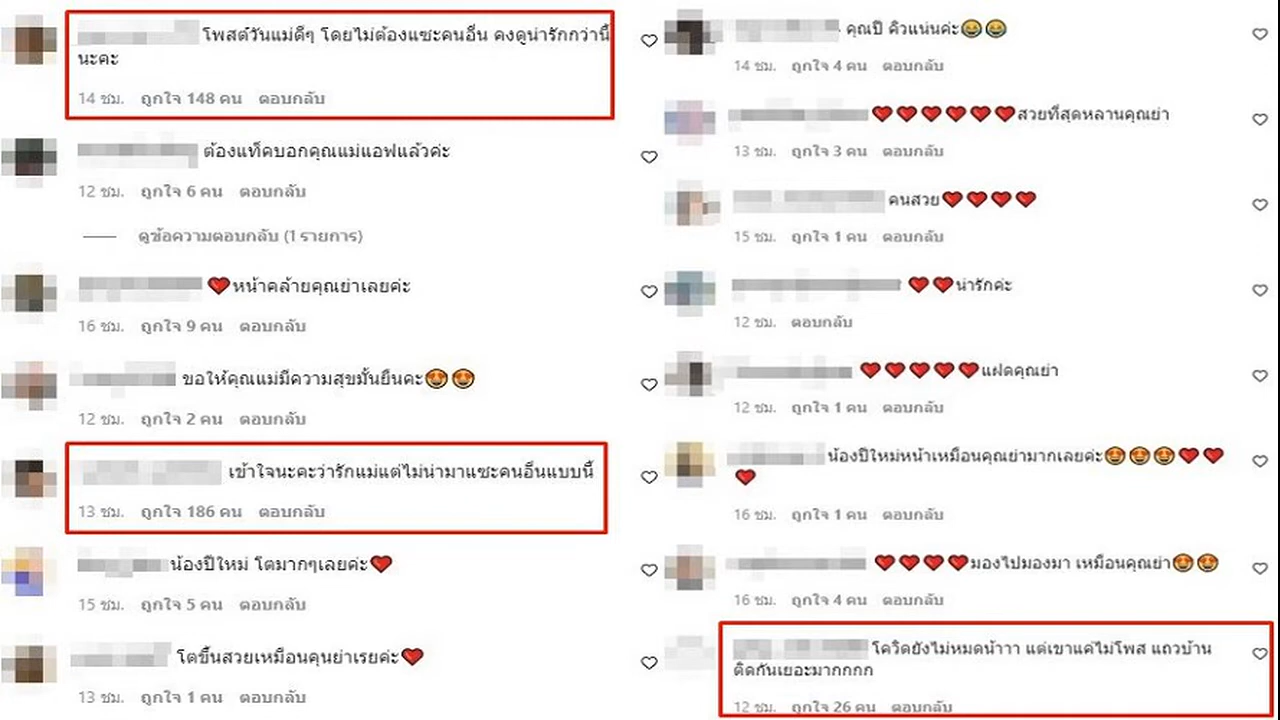 โพสต์วันแม่ดีๆ โดยไม่ต้องแซะคนอื่น คงดูน่ารักกว่านี้
นะคะ
14 ชม. ถูกใจ 148 คน ตอบกลับ
ต้องแท็คบอกคุณแม่แอฟแล้วค่ะ
12 ชม. ถูกใจ 6 คน ตอบกลับ
ดูข้อความตอบกลับ (1 รายการ)
❤️หน้าคล้ายคุณย่าเลยค่ะ
16 ชม. ถูกใจ 9 คน ตอบกลับ
ขอให้คุณแม่มีความสุขมั่นยืนคะ🤩🤩
12 ชม. ถูกใจ 2 คน ตอบกลับ
เข้าใจนะคะว่ารักแม่แต่ไม่น่ามาแซะคนอื่นแบบนี้
13 ชม. ถูกใจ 186 คน ตอบกลับ
น้องปีใหม่ โตมากๆเลยค่ะ❤️
15 ชม. ถูกใจ 5 คน ตอบกลับ
โตขึ้นสวยเหมือนคุนย่าเรยค่ะ❤️
13 ชม. ถูกใจ 1 คน ตอบกลับ
คุณปิ คิวแน่นค่ะ😂😂
14 ชม. ถูกใจ 4 คน ตอบกลับ
❤️❤️❤️❤️❤️❤️สวยที่สุดหลานคุณย่า
13 ชม. ถูกใจ 3 คน ตอบกลับ
คนสวย❤️❤️❤️❤️
15 ชม. ถูกใจ 1 คน ตอบกลับ
❤️❤️น่ารักค่ะ
12 ชม. ตอบกลับ
❤️❤️❤️❤️❤️แฝดคุณย่า
12 ชม. ถูกใจ 1 คน ตอบกลับ
น้องปีใหม่หน้าเหมือนคุณย่ามากเลยค่ะ🤩🤩🤩❤️❤️
❤️
16 ชม. ถูกใจ 1 คน ตอบกลับ
❤️❤️❤️❤️มองไปมองมา เหมือนคุณย่า🤩🤩
16 ชม. ถูกใจ 4 คน ตอบกลับ
โควิดยังไม่หมดน้าาา แต่เขาแค่ไม่โพส แถวบ้าน
ติดกันเยอะมากกกก
12 ชม. ถูกใจ 26 คน ตอบกลับ